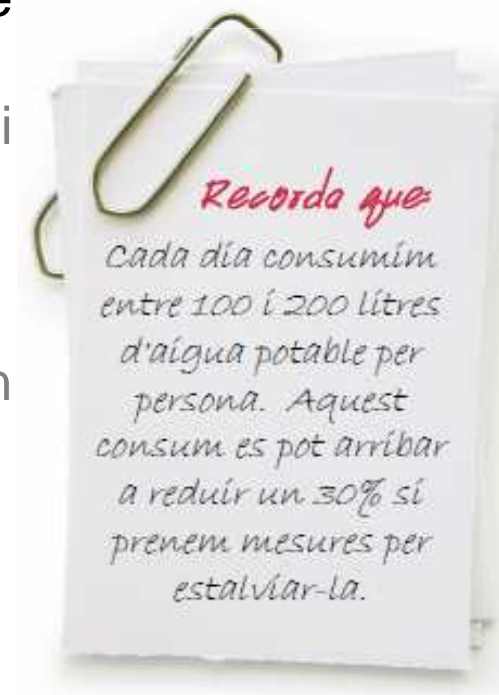 e
i
n
Recorda que:
Cada dia consumim
entre 100 i 200 litres
d'aigua potable per
persona. Aquest
consum es pot arribar
a reduir un 30% si
prenem mesures per
estalviar-la.